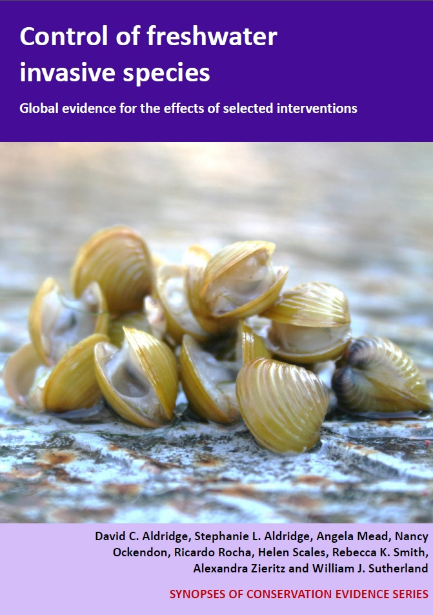 Control of freshwater
invasive species
Global evidence for the effects of selected interventions
David C. Aldridge, Stephanie L. Aldridge, Angela Mead, Nancy
Ockendon, Ricardo Rocha, Helen Scales, Rebecca K. Smith,
Alexandra Zieritz and William J. Sutherland
SYNOPSES OF CONSERVATION EVIDENCE SERIES